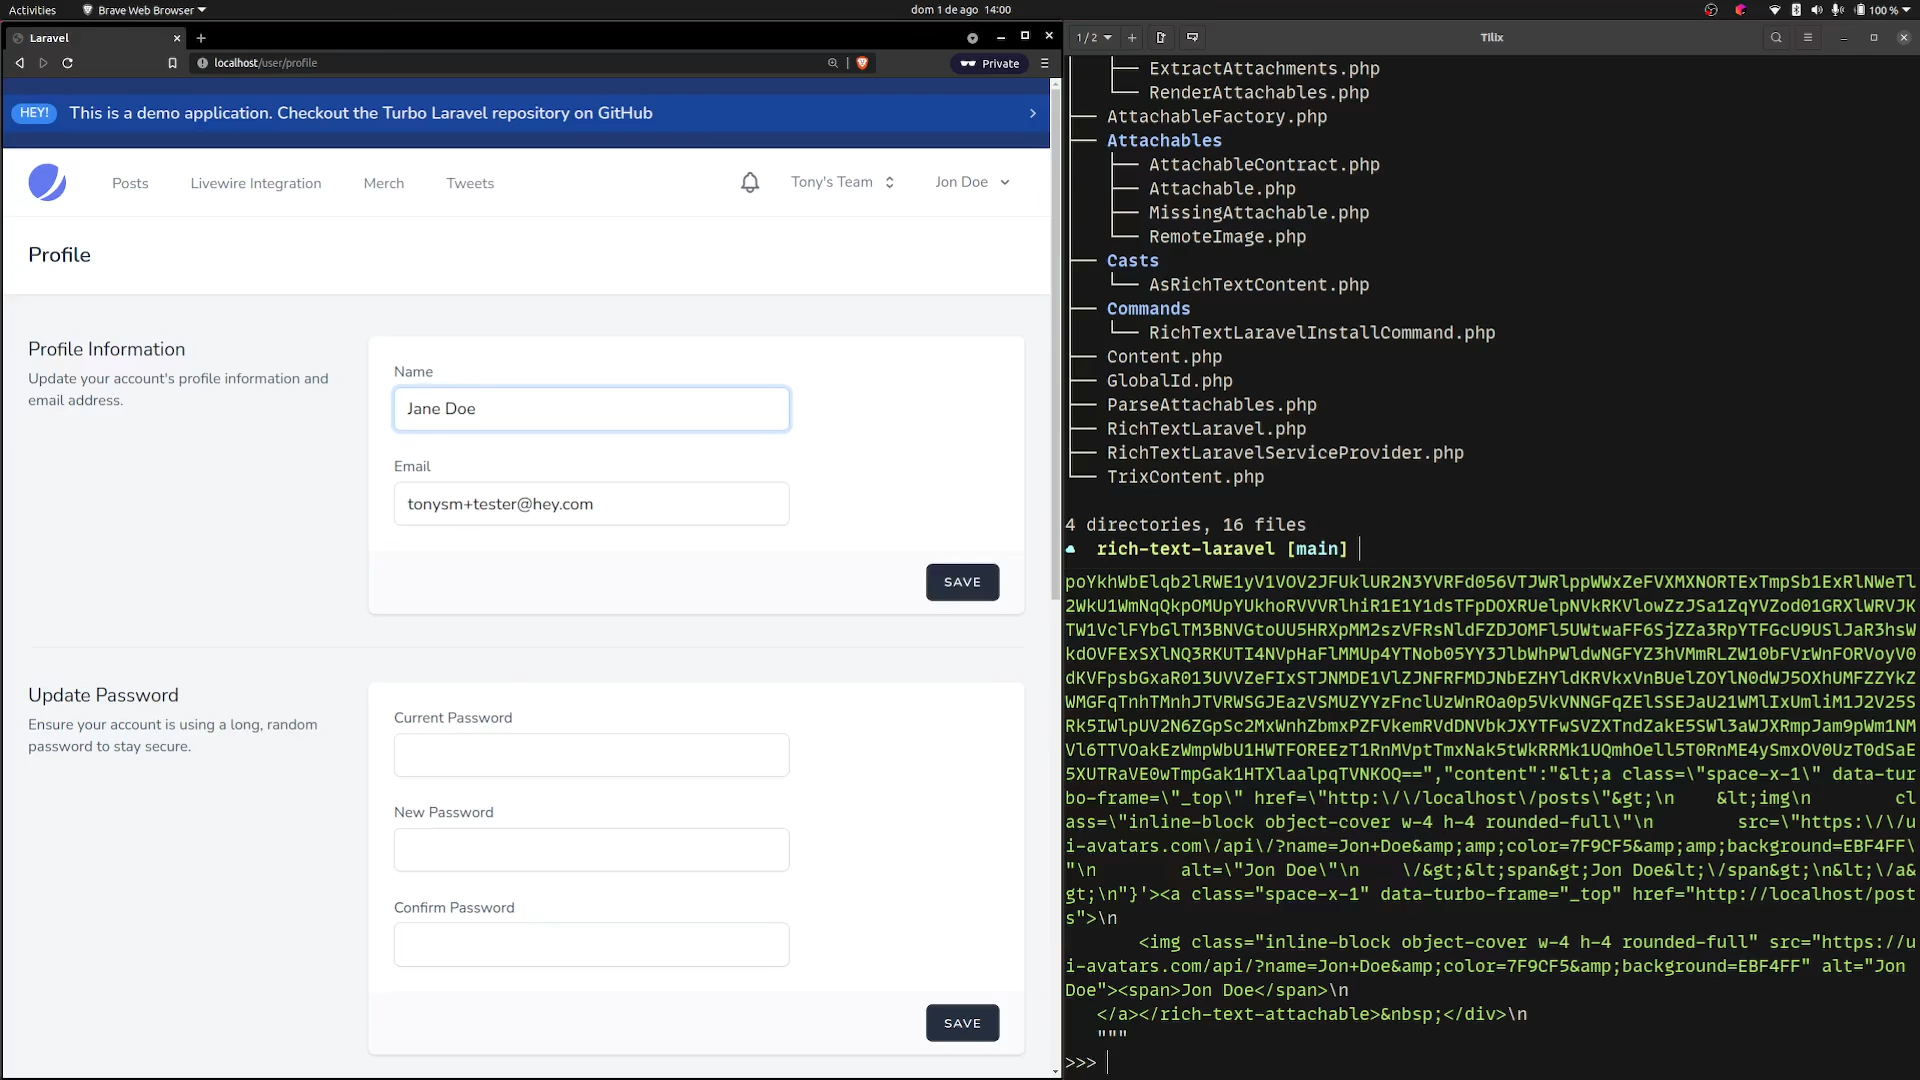 Activities
Brave Web Browser
dom 1 de ago 14:00
100 %
Laravel
localhost/user/profile
Private
HEY! This is a demo application. Checkout the Turbo Laravel repository on GitHub
Posts
Livewire Integration
Merch
Tweets
Tony's Team
Jon Doe
Profile
Profile Information
Update your account's profile information and
email address.
Name
Jane Doe
Email
tonysm+tester@hey.com
SAVE
Update Password
Ensure your account is using a long, random
password to stay secure.
Current Password
New Password
Confirm Password
SAVE
1 / 2
Tilix
ExtractAttachments.php
RenderAttachables.php
AttachableFactory.php
Attachables
AttachableContract.php
Attachable.php
MissingAttachable.php
RemoteImage.php
Casts
AsRichTextContent.php
Commands
RichTextLaravelInstallCommand.php
Content.php
GlobalId.php
ParseAttachables.php
RichTextLaravel.php
RichTextLaravelServiceProvider.php
TrixContent.php
4 directories, 16 files
rich-text-laravel [main]
","content":"&lt;a class=\"space-x-1\" data-tur
bo-frame=\"_top\" href=\"http:\/\/localhost\/posts\"&gt;\n    &lt;img\n        cl
ass=\"inline-block object-cover w-4 h-4 rounded-full\"\n        src=\"https:\/\/u
i-avatars.com\/api\/?name=Jon+Doe&amp;amp;color=7F9CF5&amp;amp;background=EBF4FF\
"\n        alt=\"Jon Doe\"\n    \/&gt;&lt;span&gt;Jon Doe&lt;\/span&gt;\n&lt;\/a&
gt;\n"}'><a class="space-x-1" data-turbo-frame="_top" href="http://localhost/post
s">\n
<img class="inline-block object-cover w-4 h-4 rounded-full" src="https://u
i-avatars.com/api/?name=Jon+Doe&amp;color=7F9CF5&amp;background=EBF4FF" alt="Jon
Doe"><span>Jon Doe</span>\n
</a></rich-text-attachable>&nbsp;</div>\n
"""
>>>